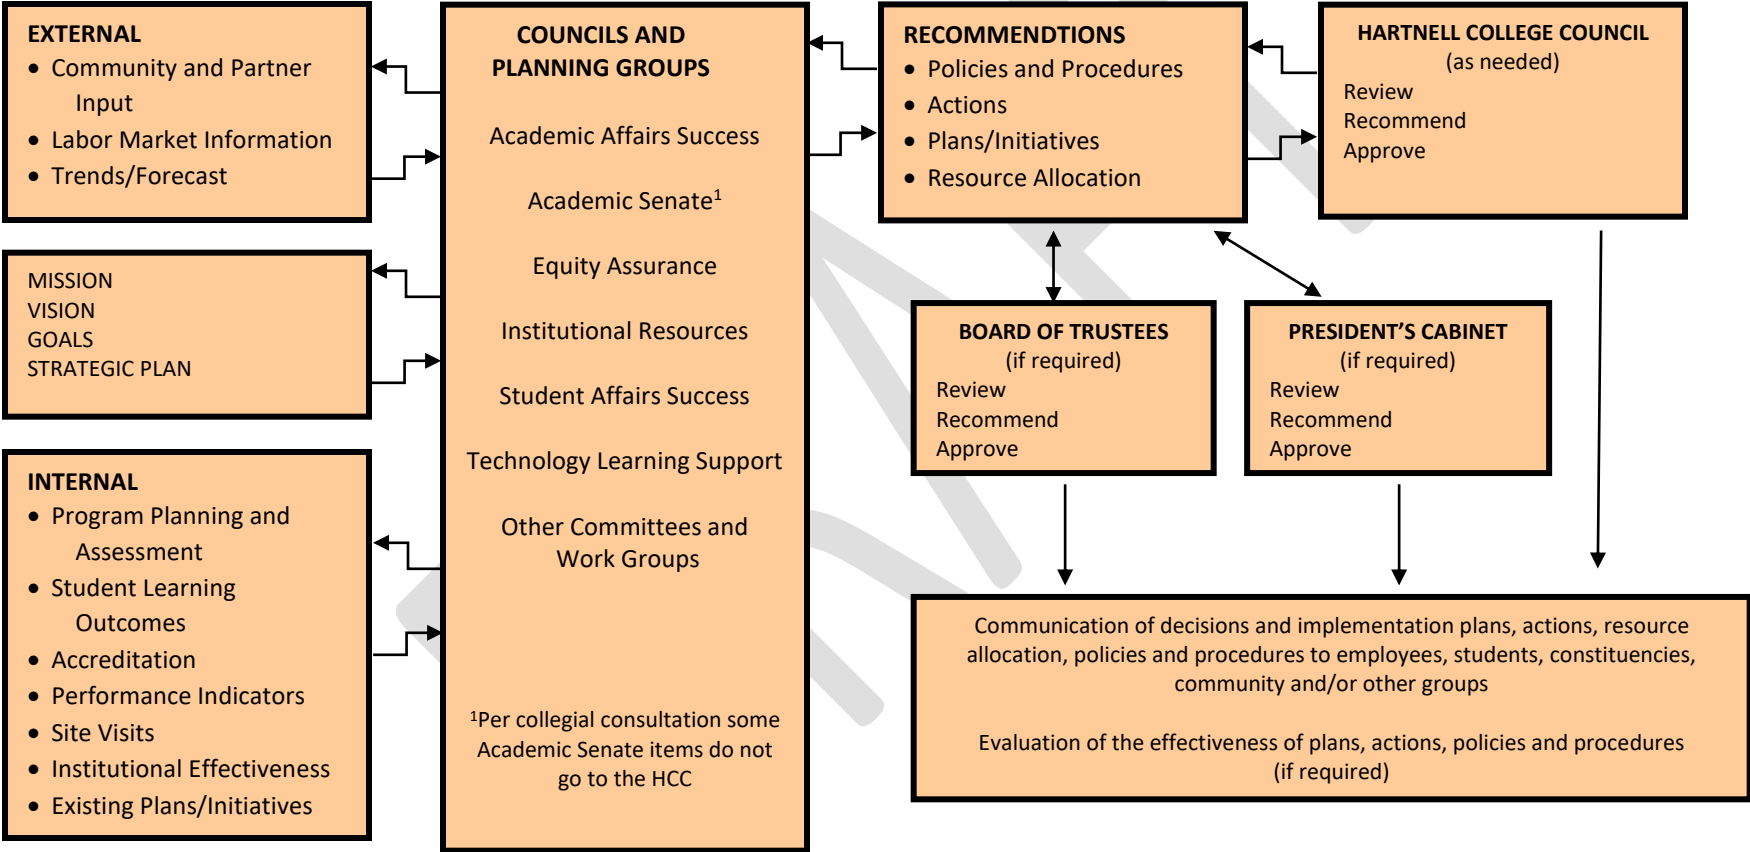 EXTERNAL
• Community and Partner
Input
• Labor Market Information
• Trends/Forecast
MISSION
VISION
GOALS
STRATEGIC PLAN
INTERNAL
• Program Planning and
Assessment
• Student Learning
Outcomes
• Accreditation
• Performance Indicators
• Site Visits
• Institutional Effectiveness
• Existing Plans/Initiatives
COUNCILS AND
PLANNING GROUPS
Academic Affairs Success
Academic Senate¹
Equity Assurance
Institutional Resources
Student Affairs Success
Technology Learning Support
Other Committees and
Work Groups
¹Per collegial consultation some
Academic Senate items do not
go to the HCC
RECOMMENDTIONS
• Policies and Procedures
• Actions
• Plans/Initiatives
• Resource Allocation
HARTNELL COLLEGE COUNCIL
(as needed)
Review
Recommend
Approve
BOARD OF TRUSTEES
(if required)
Review
Recommend
Approve
PRESIDENT’S CABINET
(if required)
Review
Recommend
Approve
Communication of decisions and implementation plans, actions, resource
allocation, policies and procedures to employees, students, constituencies,
community and/or other groups
Evaluation of the effectiveness of plans, actions, policies and procedures
(if required)